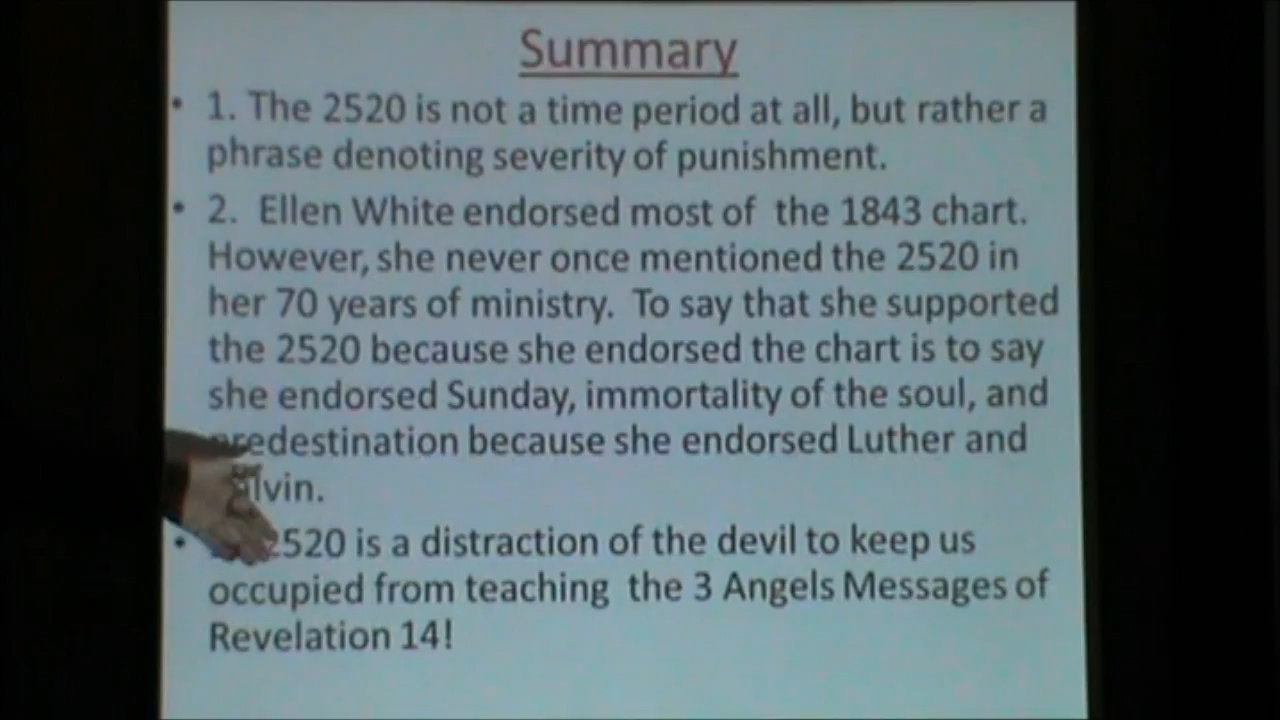 Summary
• 1. The 2520 is not a time period at all, but rather a
phrase denoting severity of punishment.
• 2. Ellen White endorsed most of the 1843 chart.
However, she never once mentioned the 2520 in
her 70 years of ministry. To say that she supported
the 2520 because she endorsed the chart is to say
she endorsed Sunday, immortality of the soul, and
predestination because she endorsed Luther and
lvin.
• 2520 is a distraction of the devil to keep us
occupied from teaching the 3 Angels Messages of
Revelation 14!